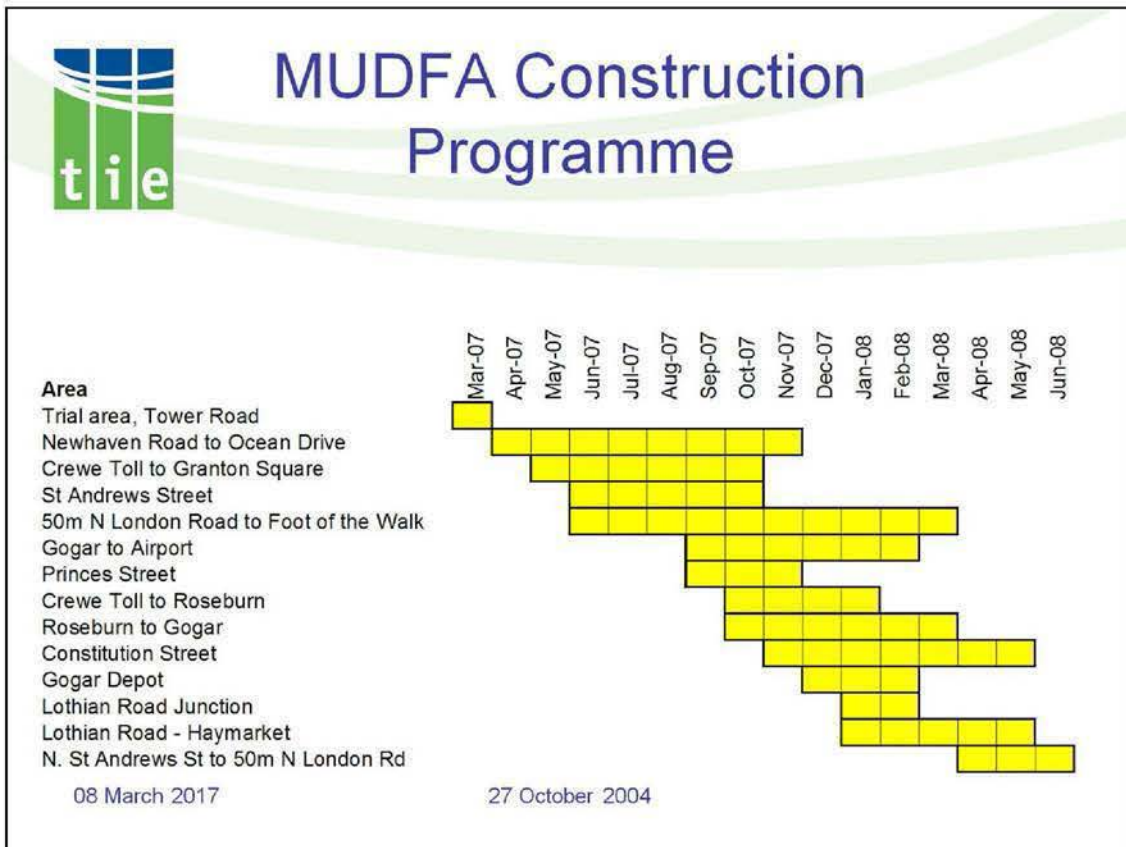 tie
MUDFA Construction
Programme
Mar-07
Apr-07
May-07
Jun-07
Jul-07
Aug-07
Sep-07
Oct-07
Nov-07
Dec-07
Jan-08
Feb-08
Mar-08
Apr-08
May-08
Jun-08
Area
Trial area, Tower Road
Newhaven Road to Ocean Drive
Crewe Toll to Granton Square
St Andrews Street
50m N London Road to Foot of the Walk
Gogar to Airport
Princes Street
Crewe Toll to Roseburn
Roseburn to Gogar
Constitution Street
Gogar Depot
Lothian Road Junction
Lothian Road - Haymarket
N. St Andrews St to 50m N London Rd
08 March 2017
27 October 2004